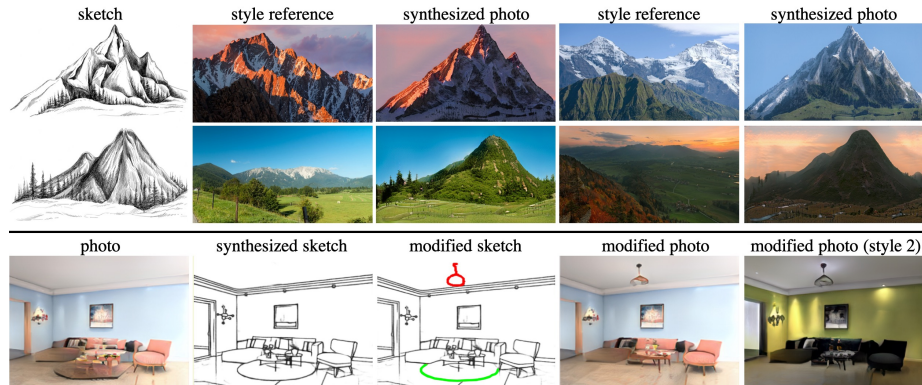 sketch style reference synthesized photo style reference synthesized photo
photo synthesized sketch modified sketch modified photo modified photo (style 2)